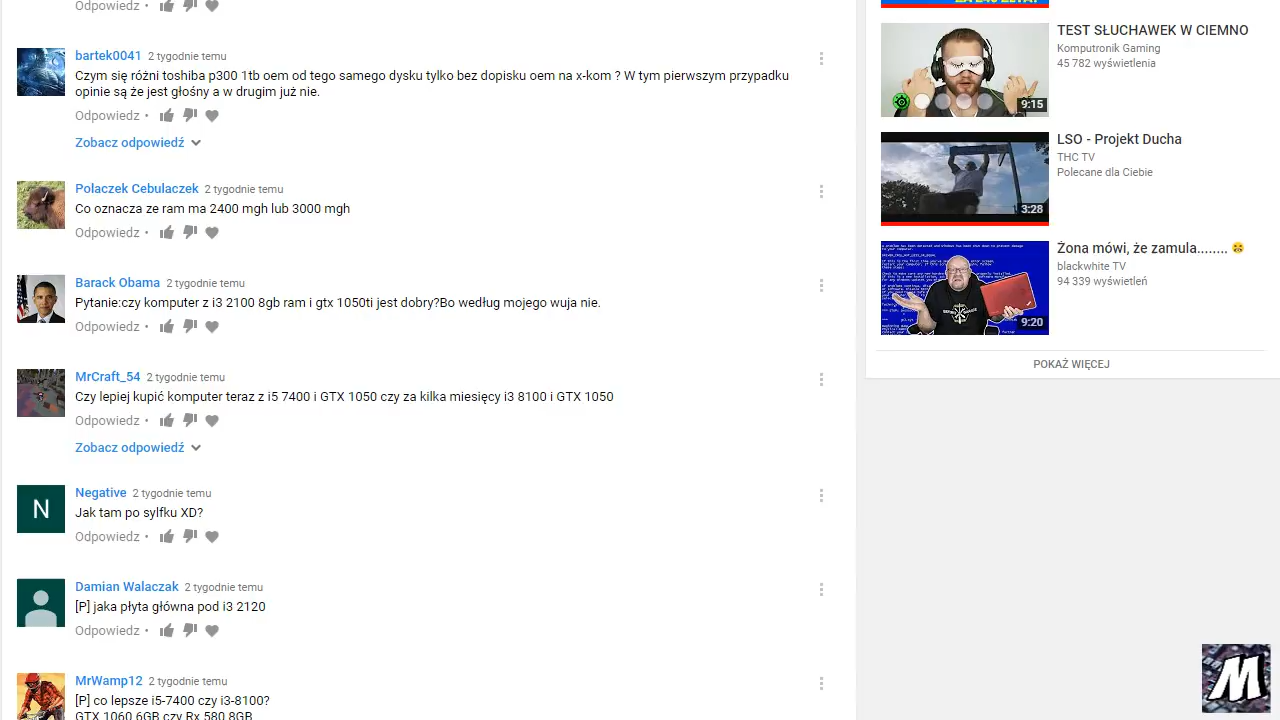 Odpowiedz •
bartek0041 2 tygodnie temu
Czym się różni toshiba p300 1tb oem od tego samego dysku tylko bez dopisku oem na x-kom ? W tym pierwszym przypadku
opinie są że jest głośny a w drugim już nie.
Odpowiedz •
Zobacz odpowiedź
Polaczek Cebulaczek 2 tygodnie temu
Co oznacza ze ram ma 2400 mgh lub 3000 mgh
Odpowiedz •
Barack Obama 2 tygodnie temu
Pytanie:czy komputer z i3 2100 8gb ram i gtx 1050ti jest dobry?Bo według mojego wuja nie.
Odpowiedz •
MrCraft_54 2 tygodnie temu
Czy lepiej kupić komputer teraz z i5 7400 i GTX 1050 czy za kilka miesięcy i3 8100 i GTX 1050
Odpowiedz •
Zobacz odpowiedź
N
Negative 2 tygodnie temu
Jak tam po sylfku XD?
Odpowiedz •
Damian Walaczak 2 tygodnie temu
[P] jaka płyta główna pod i3 2120
Odpowiedz •
MrWamp12 2 tygodnie temu
[P] co lepsze i5-7400 czy i3-8100?
GTX 1060 6GB czy Rx 580 8GB
TEST SŁUCHAWEK W CIEMNO
Komputronik Gaming
45 782 wyświetlenia
9:15
LSO - Projekt Ducha
THC TV
Polecane dla Ciebie
3:28
Żona mówi, że zamula........ 😁
blackwhite TV
94 339 wyświetleń
9:20
POKAŻ WIĘCEJ
M